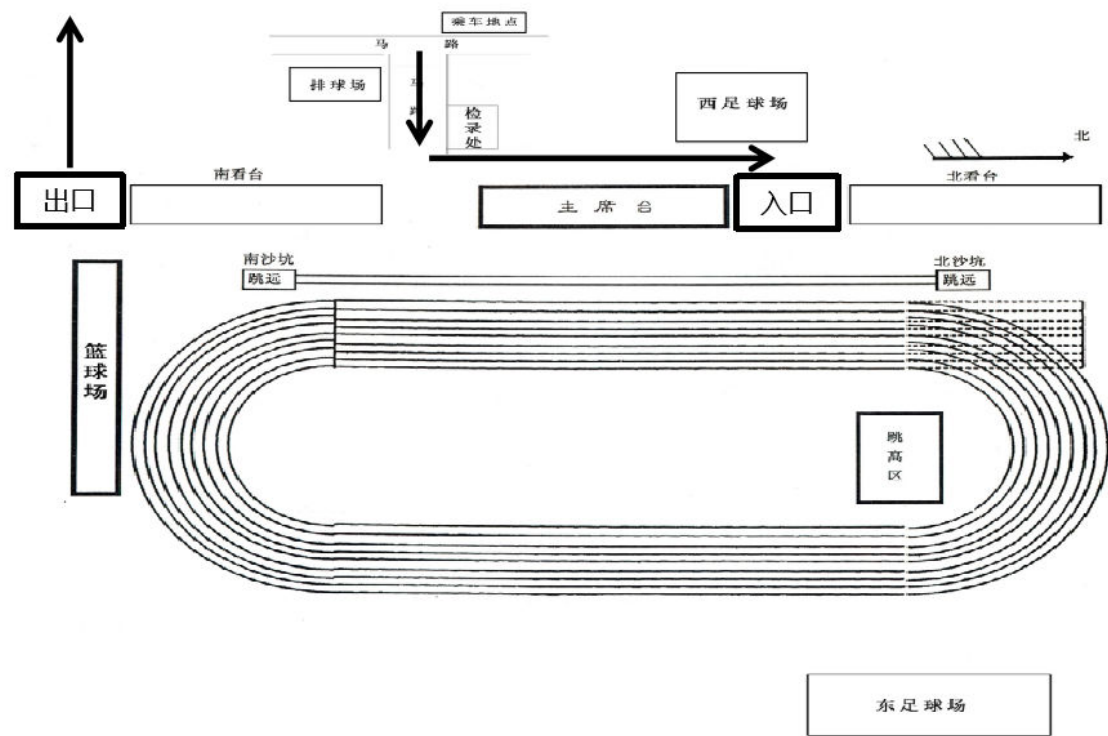 乘车地点
马 路
马路
排球场
检录处
西足球场
北
南看台
北看台
出口
主席台
入口
南沙坑
跳远
北沙坑
跳远
篮球场
跳高区
东足球场